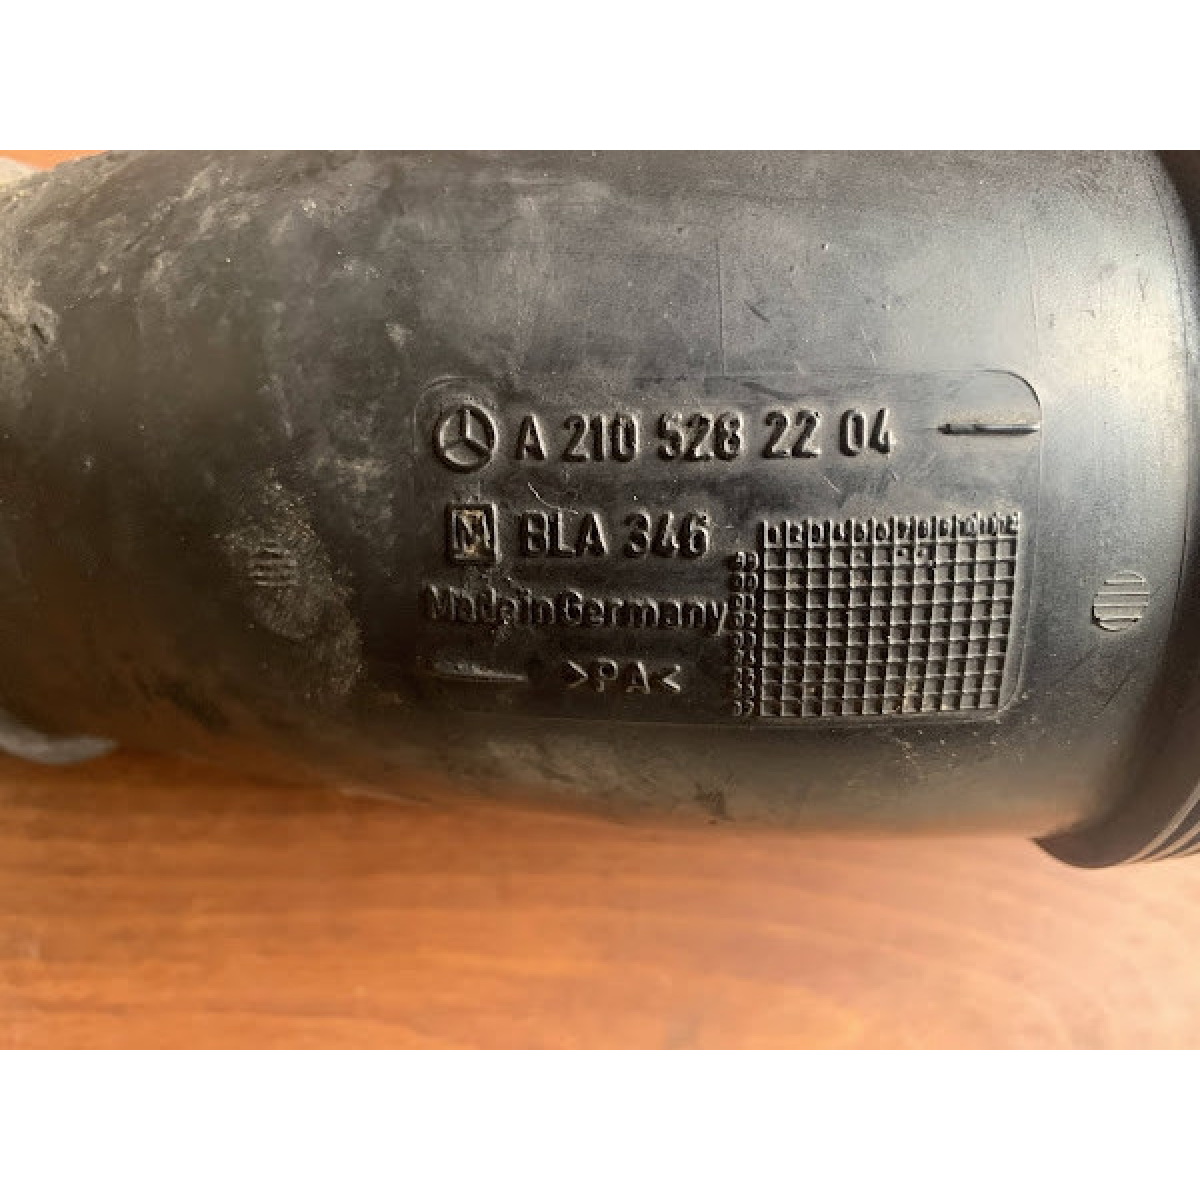 A 210 528 22 04
M BLA 346
Made in Germany
>PA<